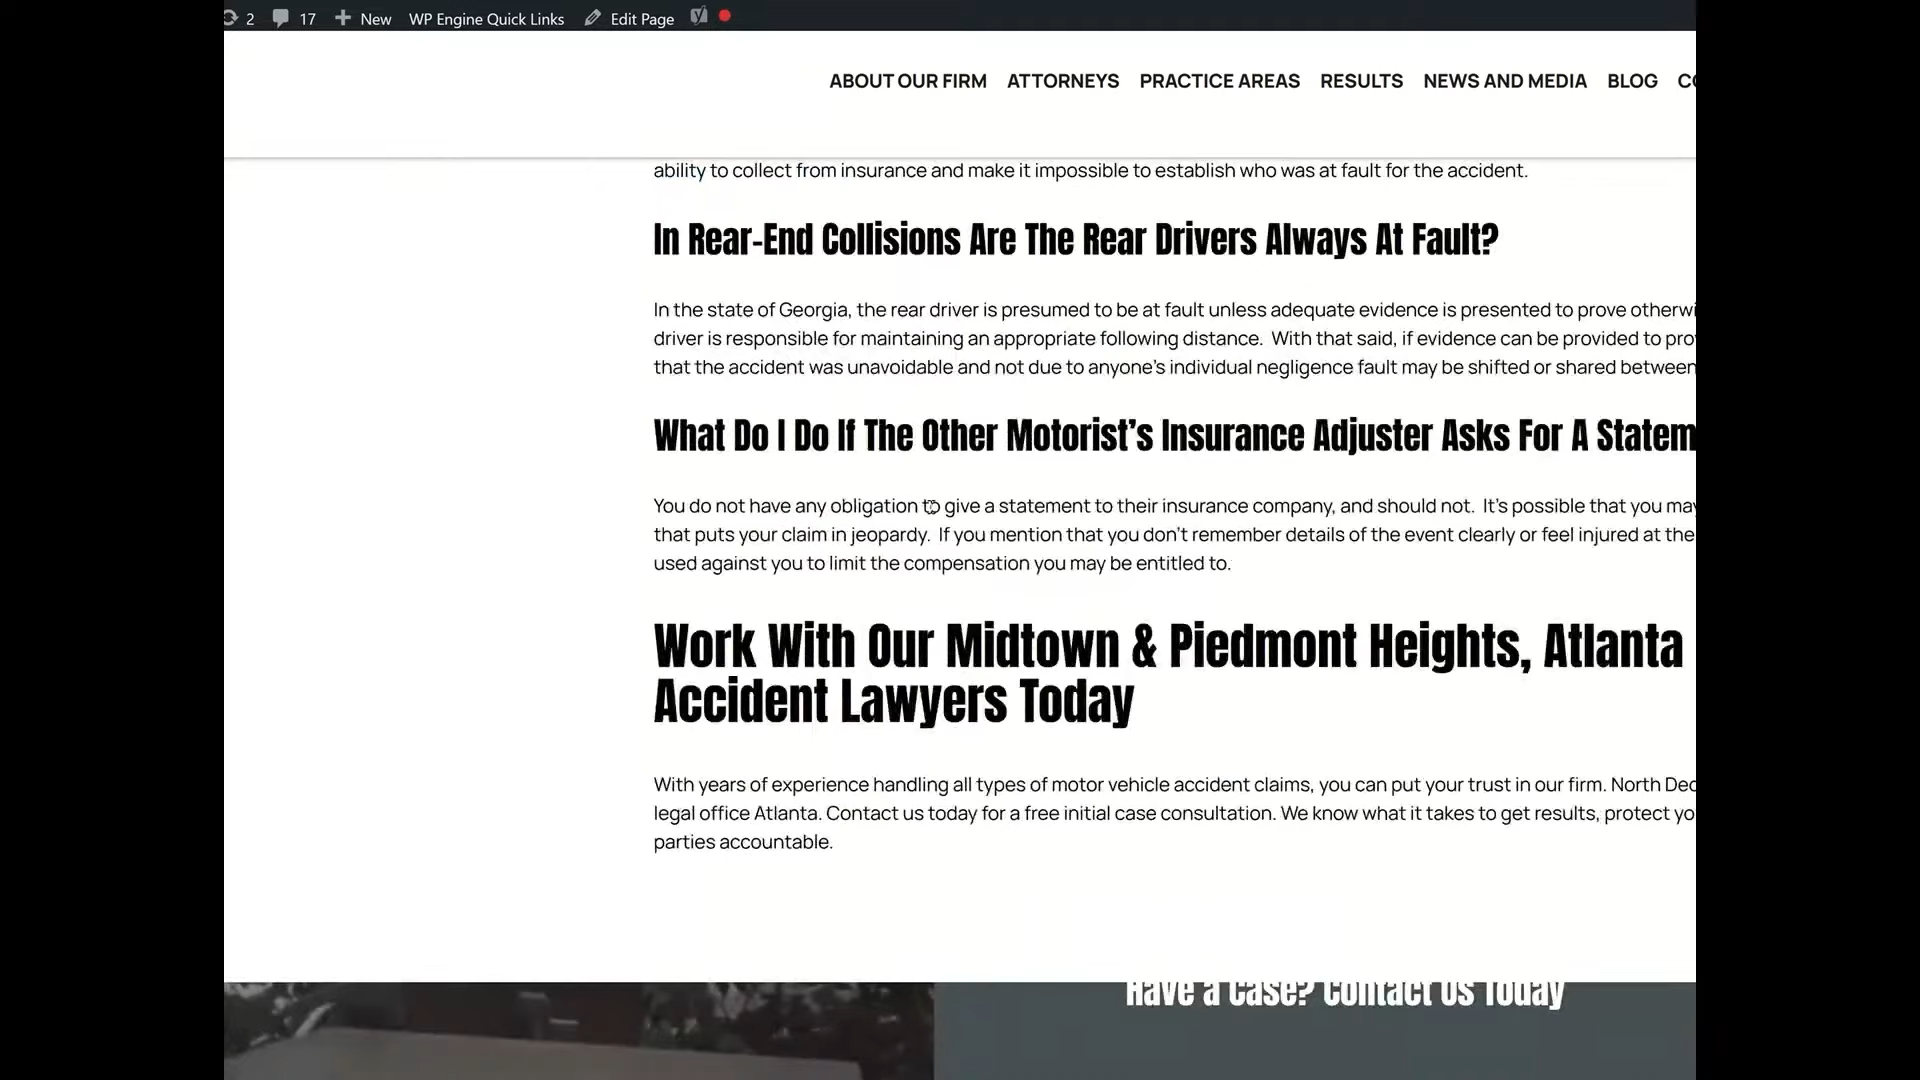 2 17 New WP Engine Quick Links Edit Page
ABOUT OUR FIRM ATTORNEYS PRACTICE AREAS RESULTS NEWS AND MEDIA BLOG
ability to collect from insurance and make it impossible to establish who was at fault for the accident.
In Rear-End Collisions Are The Rear Drivers Always At Fault?
In the state of Georgia, the rear driver is presumed to be at fault unless adequate evidence is presented to prove otherwi
driver is responsible for maintaining an appropriate following distance. With that said, if evidence can be provided to pro
that the accident was unavoidable and not due to anyone's individual negligence fault may be shifted or shared between
What Do I Do If The Other Motorist's Insurance Adjuster Asks For A Statem
You do not have any obligation to give a statement to their insurance company, and should not. It's possible that you may
that puts your claim in jeopardy. If you mention that you don't remember details of the event clearly or feel injured at the
used against you to limit the compensation you may be entitled to.
Work With Our Midtown & Piedmont Heights, Atlanta
Accident Lawyers Today
With years of experience handling all types of motor vehicle accident claims, you can put your trust in our firm. North Dec
legal office Atlanta. Contact us today for a free initial case consultation. We know what it takes to get results, protect yo
parties accountable.
Have a Case? Contact Us Today